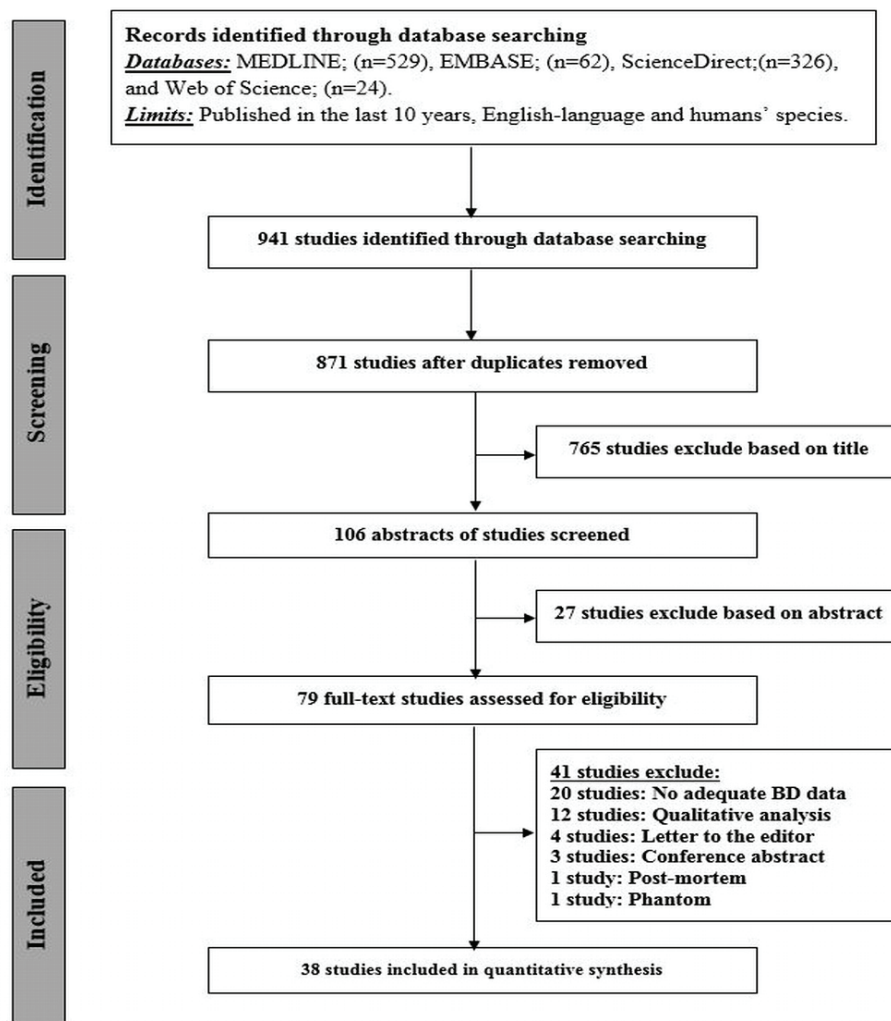 Identification
Records identified through database searching
Databases: MEDLINE; (n=529), EMBASE; (n=62), ScienceDirect;(n=326),
and Web of Science; (n=24).
Limits: Published in the last 10 years, English-language and humans’ species.
941 studies identified through database searching
Screening
871 studies after duplicates removed
765 studies exclude based on title
106 abstracts of studies screened
Eligibility
27 studies exclude based on abstract
79 full-text studies assessed for eligibility
41 studies exclude:
20 studies: No adequate BD data
12 studies: Qualitative analysis
4 studies: Letter to the editor
3 studies: Conference abstract
1 study: Post-mortem
1 study: Phantom
Included
38 studies included in quantitative synthesis